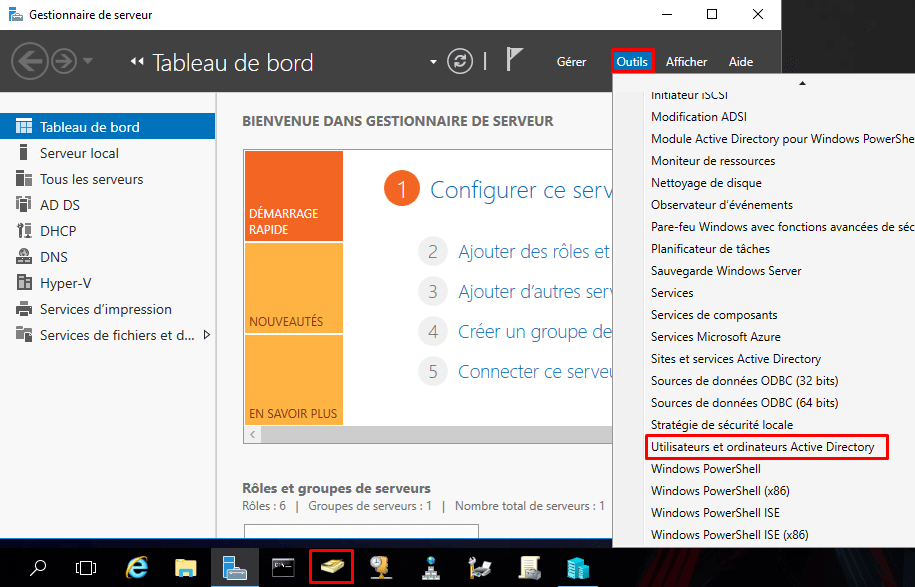 Gestionnaire de serveur
Tableau de bord
Gérer
Outils
Afficher
Aide
Tableau de bord
Serveur local
Tous les serveurs
AD DS
DHCP
DNS
Hyper-V
Services d'impression
Services de fichiers et d...
BIENVENUE DANS GESTIONNAIRE DE SERVEUR
DÉMARRAGE
RAPIDE
NOUVEAUTÉS
EN SAVOIR PLUS
1 Configurer ce serv
2 Ajouter des rôles et
3 Ajouter d'autres serv
4 Créer un groupe de
5 Connecter ce serveu
Rôles et groupes de serveurs
Rôles : 6 | Groupes de serveurs : 1 | Nombre total de serveurs : 1
Initiateur iSCSI
Modification ADSI
Module Active Directory pour Windows PowerShe
Moniteur de ressources
Nettoyage de disque
Observateur d'événements
Pare-feu Windows avec fonctions avancées de séc
Planificateur de tâches
Sauvegarde Windows Server
Services
Services de composants
Services Microsoft Azure
Sites et services Active Directory
Sources de données ODBC (32 bits)
Sources de données ODBC (64 bits)
Stratégie de sécurité locale
Utilisateurs et ordinateurs Active Directory
Windows PowerShell
Windows PowerShell (x86)
Windows PowerShell ISE
Windows PowerShell ISE (x86)